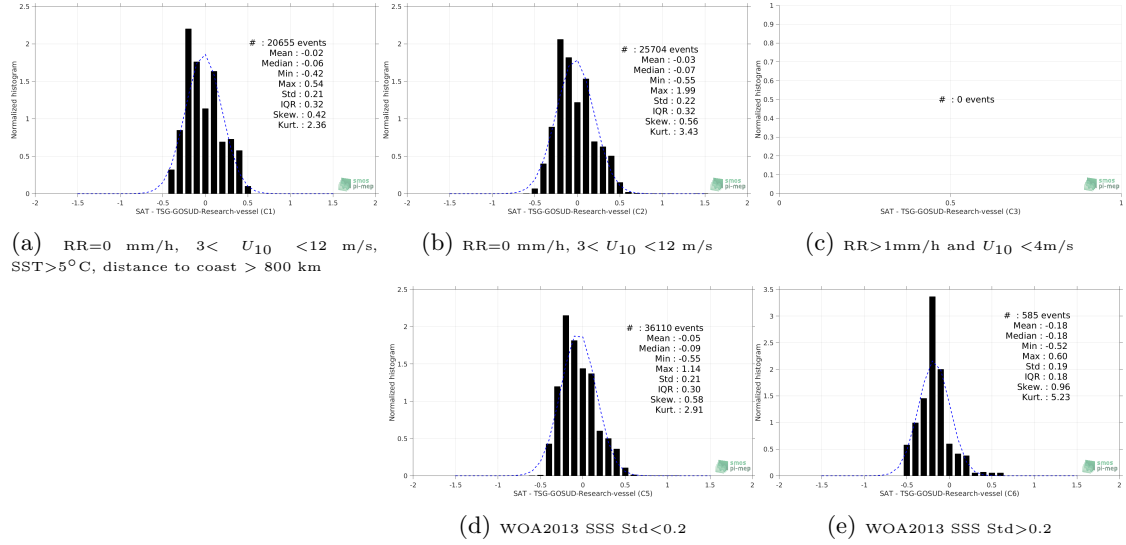 2.5
2
1.5
1
0.5
0
Normalized histogram
# : 20655 events
Mean : -0.02
Median : -0.06
Min : -0.42
Max : 0.54
Std : 0.21
IQR : 0.32
Skew. : 0.42
Kurt. : 2.36
smos
pi-mep
-2 -1.5 -1 -0.5 0 0.5 1 1.5 2
SAT - TSG-GOSUD-Research-vessel (C1)
(a) RR=0 mm/h, 3< U10 <12 m/s,
SST>5°C, distance to coast > 800 km
2.5
2
1.5
1
0.5
0
Normalized histogram
# : 25704 events
Mean : -0.03
Median : -0.07
Min : -0.55
Max : 1.99
Std : 0.22
IQR : 0.32
Skew. : 0.56
Kurt. : 3.43
smos
pi-mep
-2 -1.5 -1 -0.5 0 0.5 1 1.5 2
SAT - TSG-GOSUD-Research-vessel (C2)
(b) RR=0 mm/h, 3< U10 <12 m/s
1
0.9
0.8
0.7
0.6
0.5
0.4
0.3
0.2
0.1
0
Normalized histogram
# : 0 events
smos
pi-mep
0 0.5 1
SAT - TSG-GOSUD-Research-vessel (C3)
(c) RR>1mm/h and U10 <4m/s
2.5
2
1.5
1
0.5
0
Normalized histogram
# : 36110 events
Mean : -0.05
Median : -0.09
Min : -0.55
Max : 1.14
Std : 0.21
IQR : 0.30
Skew. : 0.58
Kurt. : 2.91
smos
pi-mep
-2 -1.5 -1 -0.5 0 0.5 1 1.5 2
SAT - TSG-GOSUD-Research-vessel (C5)
(d) WOA2013 SSS Std<0.2
3.5
3
2.5
2
1.5
1
0.5
0
Normalized histogram
# : 585 events
Mean : -0.18
Median : -0.18
Min : -0.52
Max : 0.60
Std : 0.19
IQR : 0.18
Skew. : 0.96
Kurt. : 5.23
smos
pi-mep
-2 -1.5 -1 -0.5 0 0.5 1 1.5 2
SAT - TSG-GOSUD-Research-vessel (C6)
(e) WOA2013 SSS Std>0.2